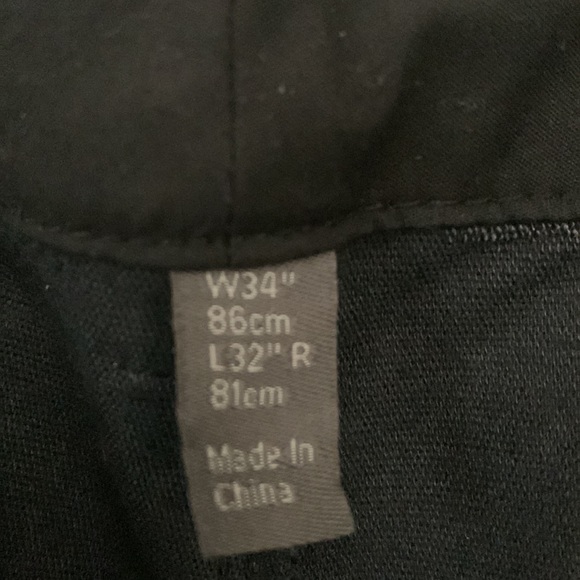 W34"
86cm
L32" R
81cm
Made In
China